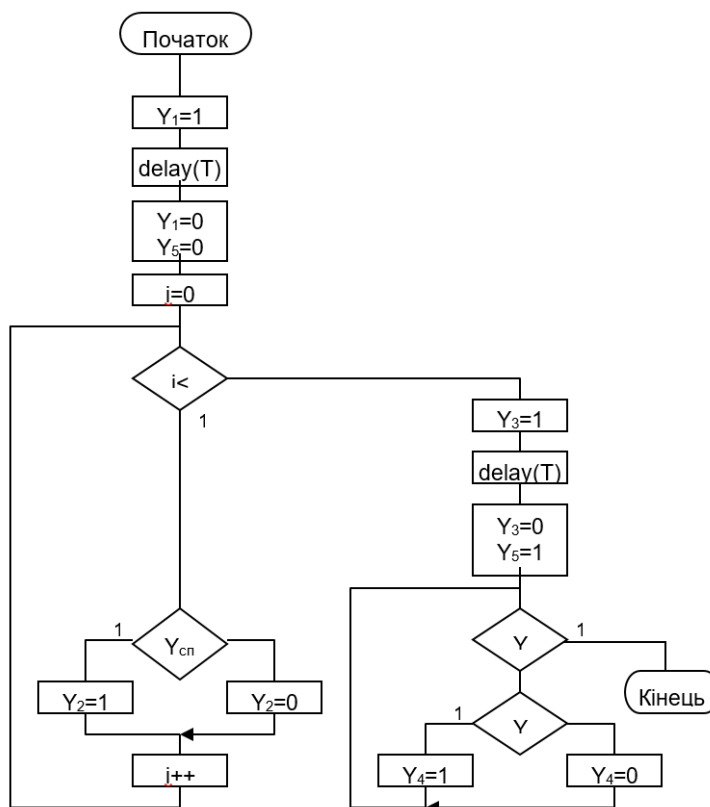 Початок
Y₁=1
delay(T)
Y₁=0
Y₅=0
i=0
i<
1
Yсп
1
Y₂=1
Y₂=0
i++
Y₃=1
delay(T)
Y₃=0
Y₅=1
Y
1
Кінець
Y
1
Y₄=1
Y₄=0